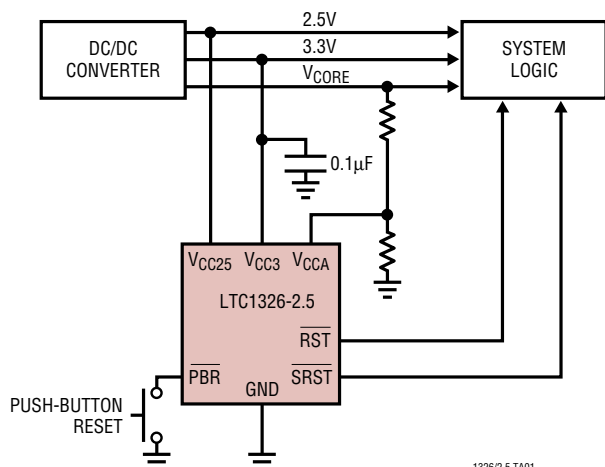 2.5V
DC/DC
CONVERTER
3.3V
SYSTEM
LOGIC
VCORE
0.1µF
VCC25 VCC3 VCCA
LTC1326-2.5
RST
PBR
SRST
GND
PUSH-BUTTON
RESET
1326/2.5 TA01